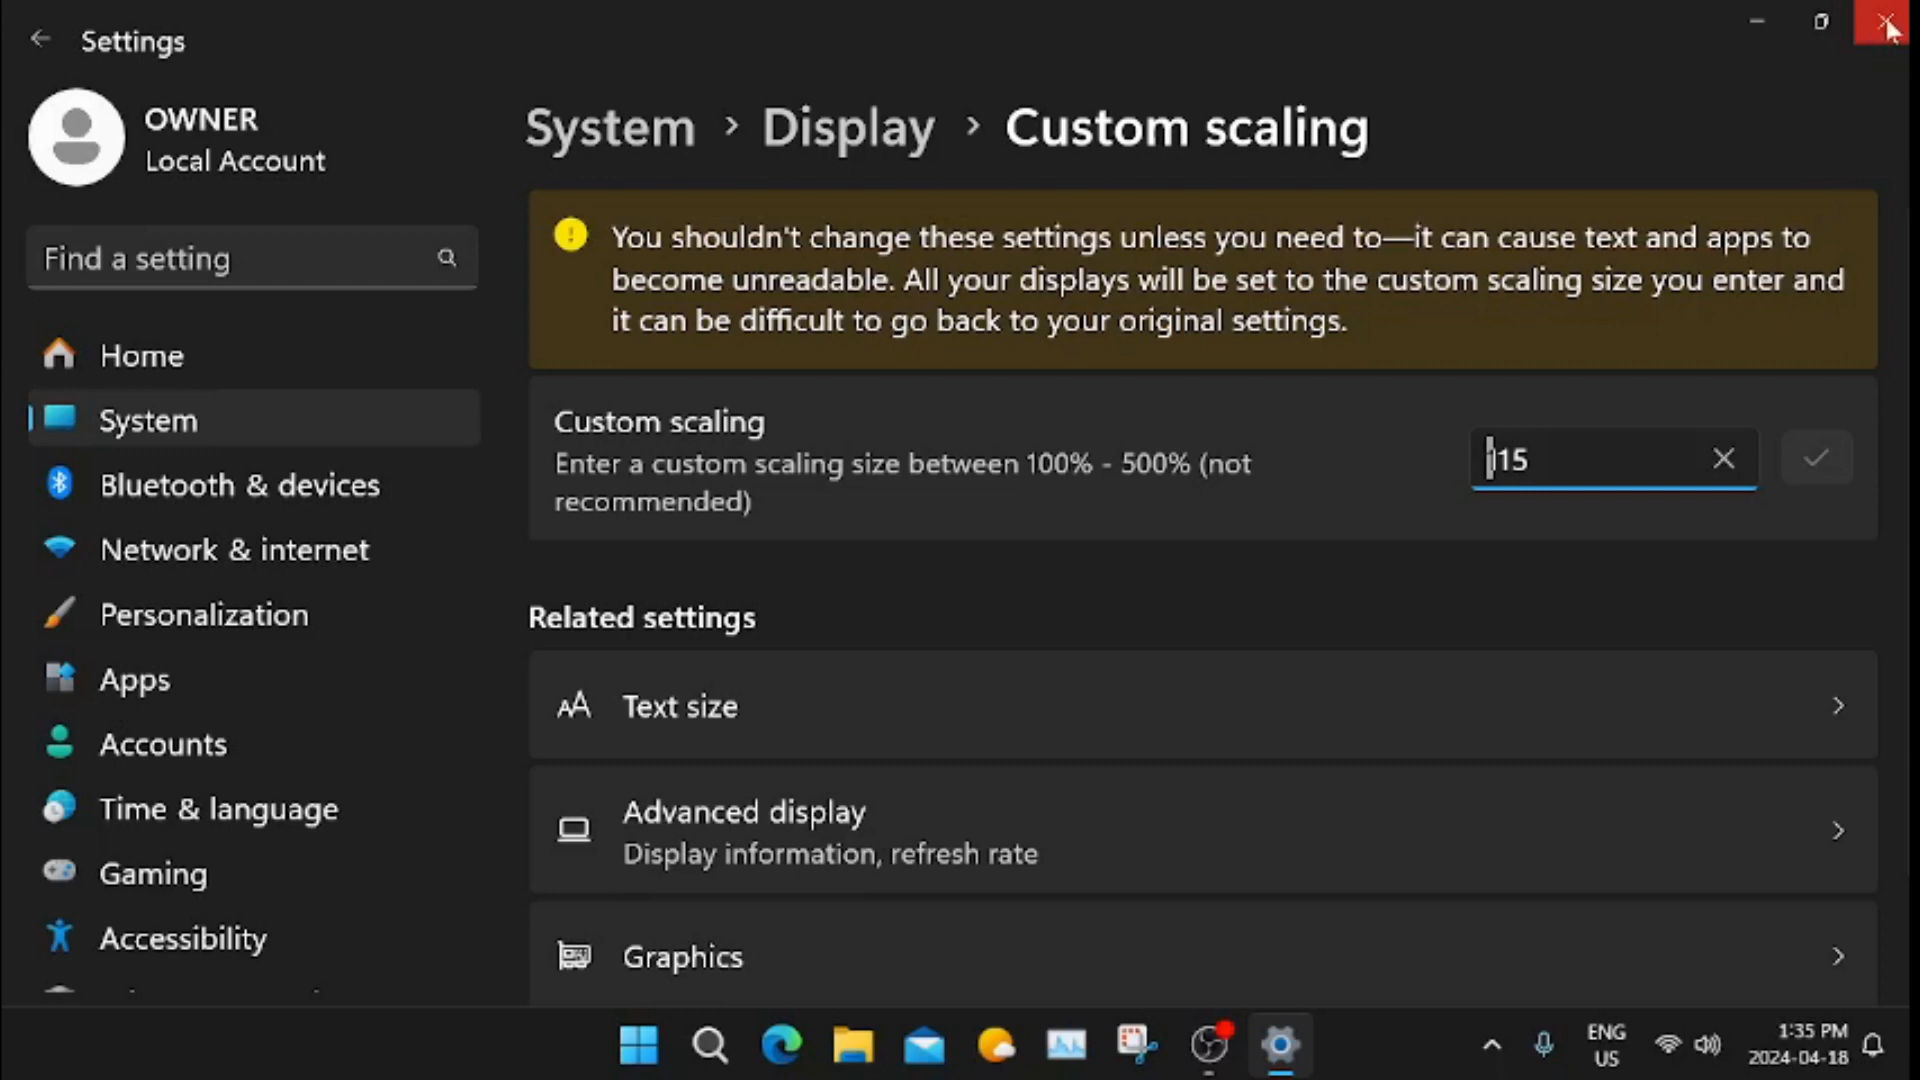 Settings
OWNER
Local Account
Find a setting
Home
System
Bluetooth & devices
Network & internet
Personalization
Apps
Accounts
Time & language
Gaming
Accessibility
System > Display > Custom scaling
You shouldn't change these settings unless you need to—it can cause text and apps to
become unreadable. All your displays will be set to the custom scaling size you enter and
it can be difficult to go back to your original settings.
Custom scaling
Enter a custom scaling size between 100% - 500% (not
recommended)
115
Related settings
Text size
Advanced display
Display information, refresh rate
Graphics
ENG
US
1:35 PM
2024-04-18